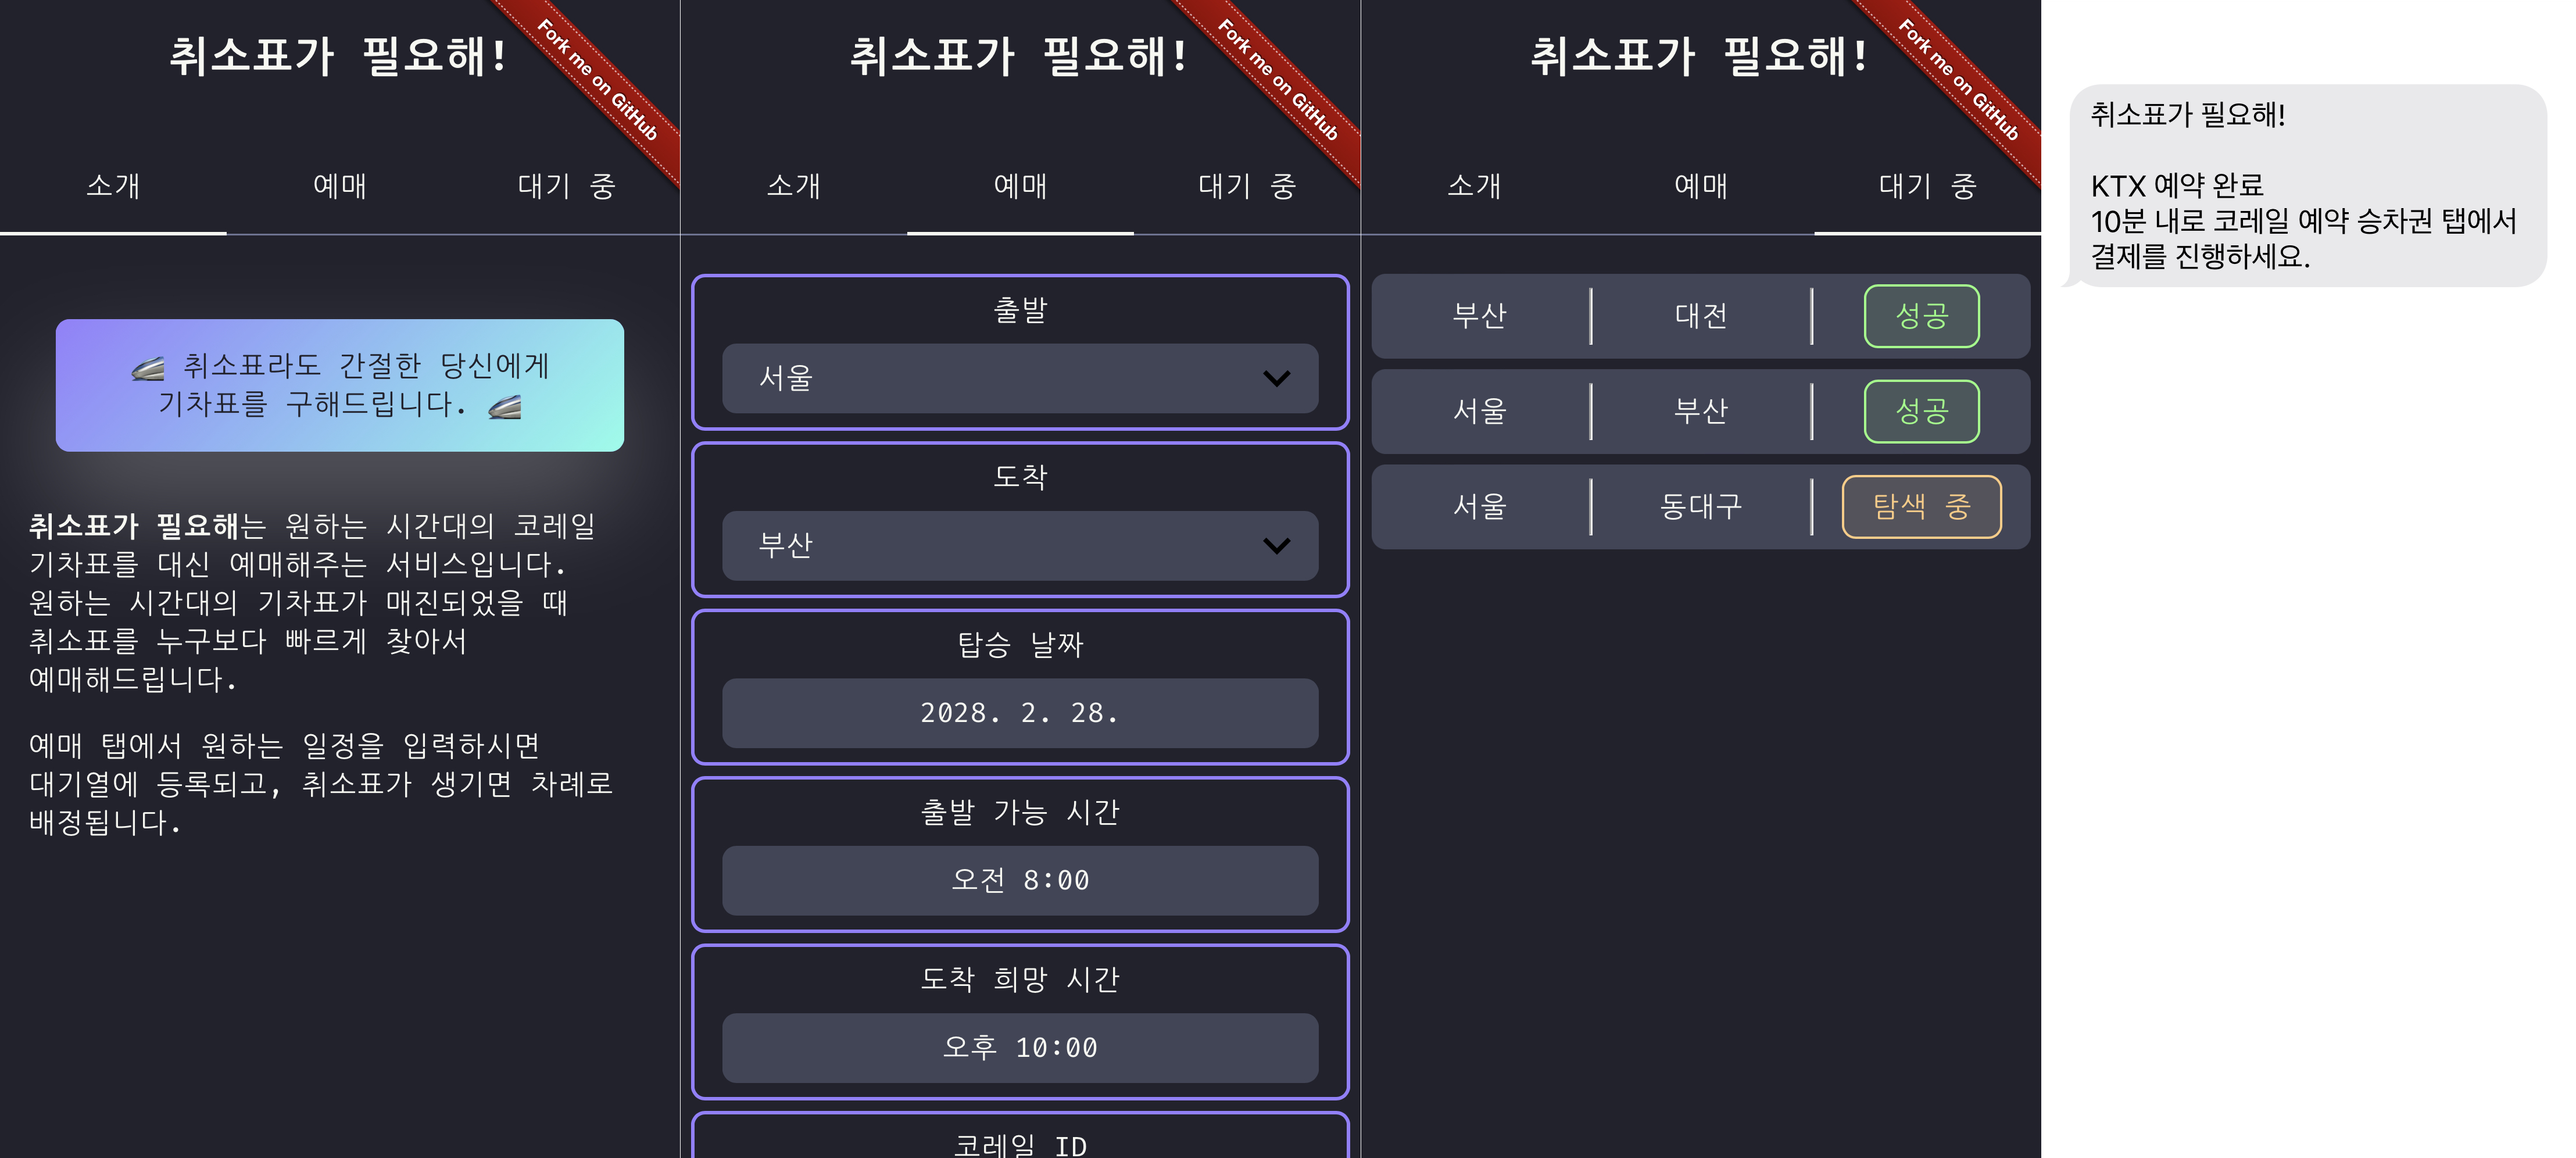 취소표가 필요해!
Fork me on GitHub
소개
예매
대기 중
🚄 취소표라도 간절한 당신에게
기차표를 구해드립니다. 🚄
취소표가 필요해는 원하는 시간대의 코레일
기차표를 대신 예매해주는 서비스입니다.
원하는 시간대의 기차표가 매진되었을 때
취소표를 누구보다 빠르게 찾아서
예매해드립니다.
예매 탭에서 원하는 일정을 입력하시면
대기열에 등록되고, 취소표가 생기면 차례로
배정됩니다.
취소표가 필요해!
Fork me on GitHub
소개
예매
대기 중
출발
서울
도착
부산
탑승 날짜
2028. 2. 28.
출발 가능 시간
오전 8:00
도착 희망 시간
오후 10:00
코레일 ID
취소표가 필요해!
Fork me on GitHub
소개
예매
대기 중
부산 대전 성공
서울 부산 성공
서울 동대구 탐색 중
취소표가 필요해!
KTX 예약 완료
10분 내로 코레일 예약 승차권 탭에서
결제를 진행하세요.